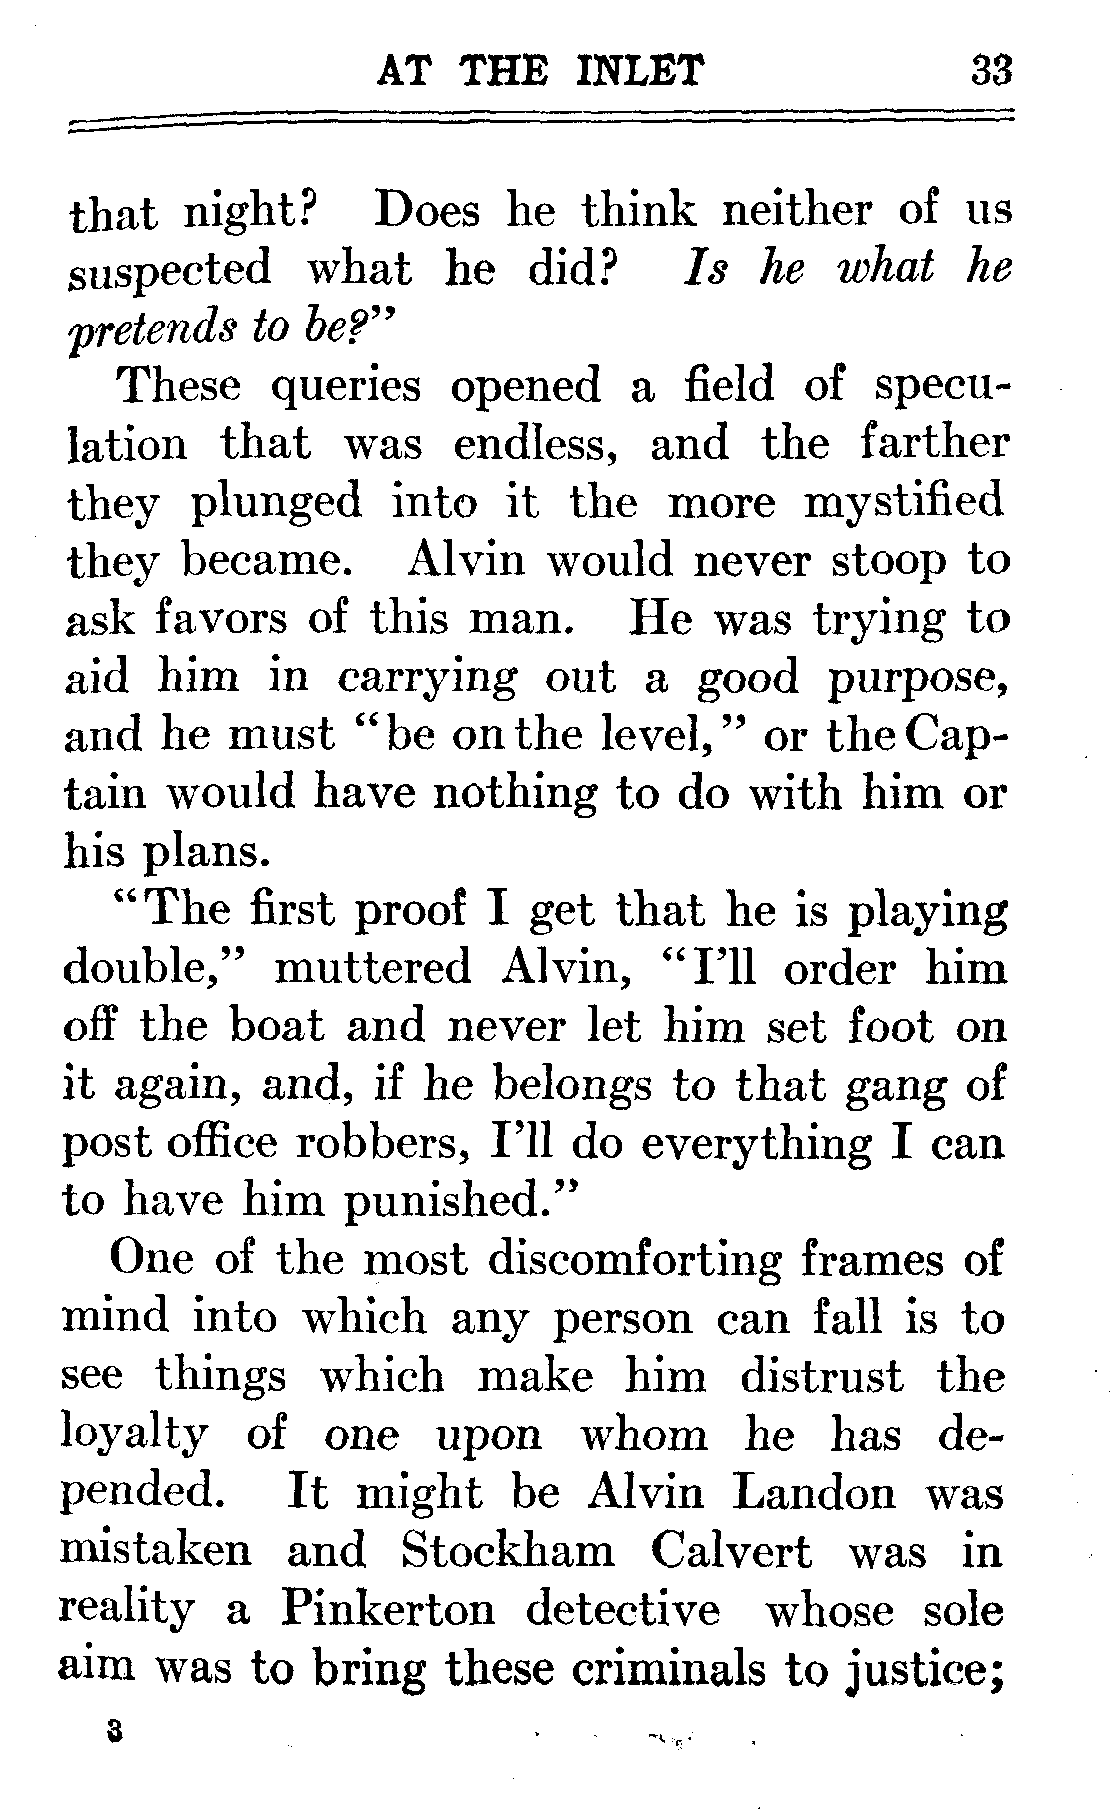 AT THE INLET 33
that night? Does he think neither of us
suspected what he did? Is he what he
pretends to be?”
These queries opened a field of specu-
lation that was endless, and the farther
they plunged into it the more mystified
they became. Alvin would never stoop to
ask favors of this man. He was trying to
aid him in carrying out a good purpose,
and he must “be on the level,” or the Cap-
tain would have nothing to do with him or
his plans.
“The first proof I get that he is playing
double,” muttered Alvin, “I’ll order him
off the boat and never let him set foot on
it again, and, if he belongs to that gang of
post office robbers, I’ll do everything I can
to have him punished.”
One of the most discomforting frames of
mind into which any person can fall is to
see things which make him distrust the
loyalty of one upon whom he has de-
pended. It might be Alvin Landon was
mistaken and Stockham Calvert was in
reality a Pinkerton detective whose sole
aim was to bring these criminals to justice;
3